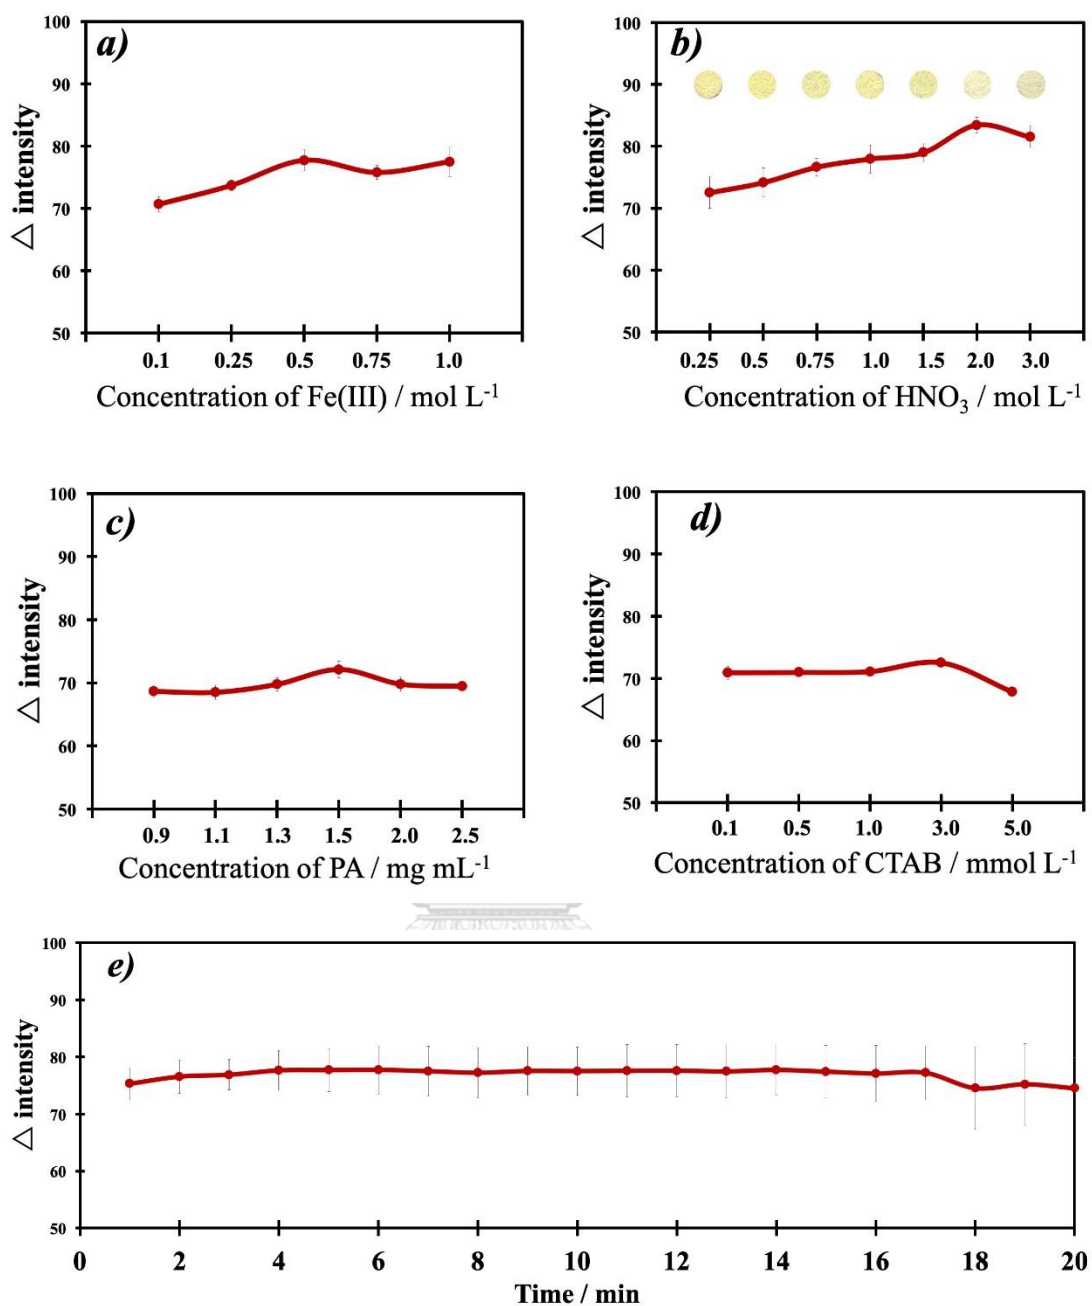 a)
100
90
80
70
60
50
△ intensity
0.1 0.25 0.5 0.75 1.0
Concentration of Fe(III) / mol L⁻¹
b)
100
90
80
70
60
50
△ intensity
0.25 0.5 0.75 1.0 1.5 2.0 3.0
Concentration of HNO₃ / mol L⁻¹
c)
100
90
80
70
60
50
△ intensity
0.9 1.1 1.3 1.5 2.0 2.5
Concentration of PA / mg mL⁻¹
d)
100
90
80
70
60
50
△ intensity
0.1 0.5 1.0 3.0 5.0
Concentration of CTAB / mmol L⁻¹
e)
100
90
80
70
60
50
△ intensity
0 2 4 6 8 10 12 14 16 18 20
Time / min